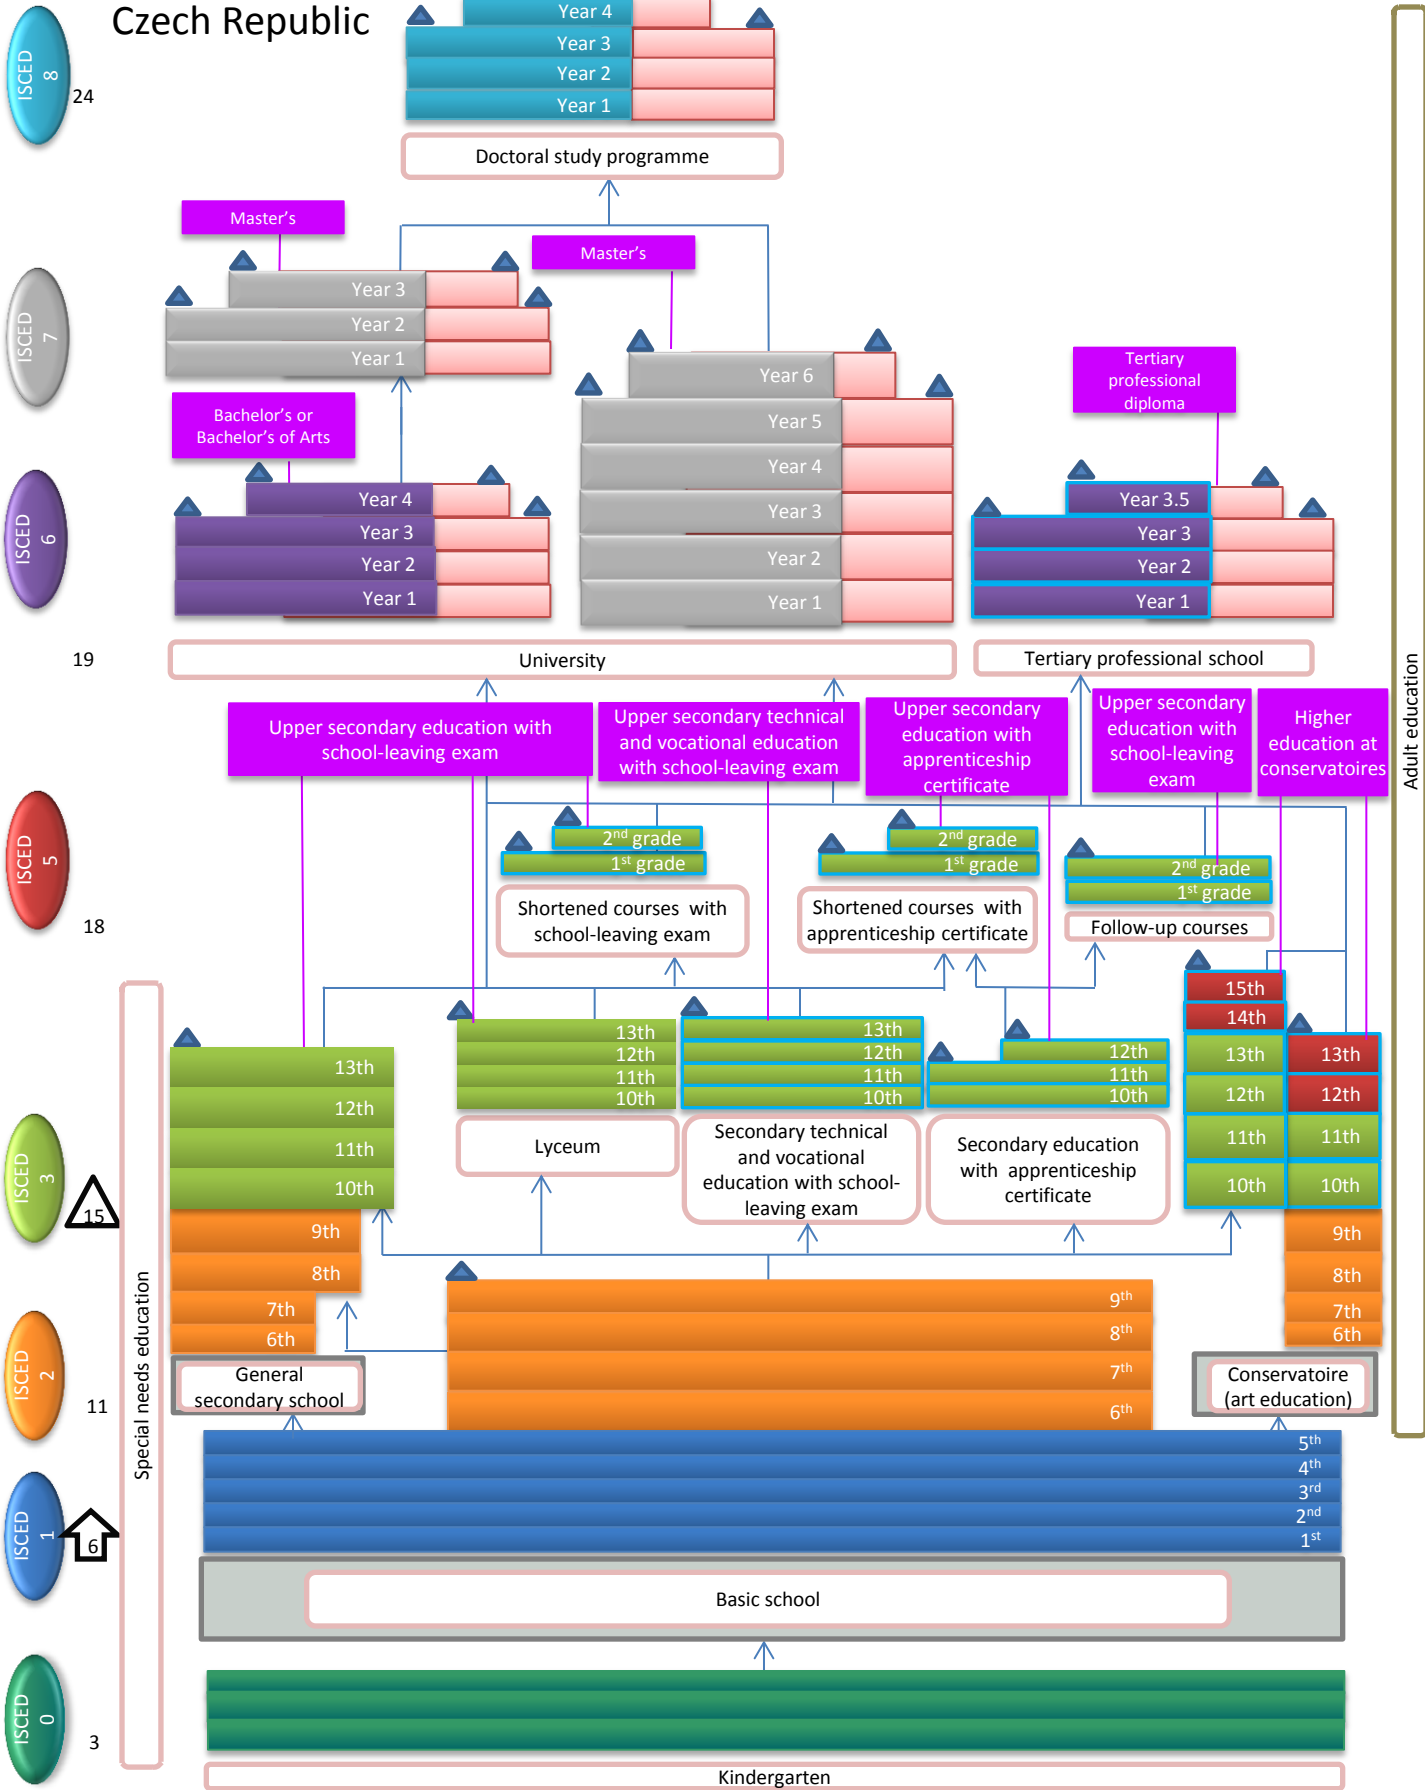 Czech Republic
ISCED
8
24
Year 4
Year 3
Year 2
Year 1
Doctoral study programme
Master's
Master's
ISCED
7
Year 3
Year 2
Year 1
Year 6
Year 5
Year 4
Year 3
Year 2
Year 1
Tertiary
professional
diploma
Bachelor's or
Bachelor's of Arts
ISCED
6
Year 4
Year 3
Year 2
Year 1
Year 3.5
Year 3
Year 2
Year 1
19
University
Tertiary professional school
Adult education
Upper secondary education with
school-leaving exam
Upper secondary technical
and vocational education
with school-leaving exam
Upper secondary
education with
apprenticeship
certificate
Upper secondary
education with
school-leaving
exam
Higher
education at
conservatoires
ISCED
5
18
2nd grade
1st grade
Shortened courses with
school-leaving exam
2nd grade
1st grade
Shortened courses with
apprenticeship certificate
2nd grade
1st grade
Follow-up courses
13th
12th
11th
10th
9th
8th
7th
6th
General
secondary school
13th
12th
11th
10th
Lyceum
13th
12th
11th
10th
Secondary technical
and vocational
education with school-
leaving exam
12th
11th
10th
Secondary education
with apprenticeship
certificate
15th
14th
13th
12th
11th
10th
13th
12th
11th
10th
9th
8th
7th
6th
Conservatoire
(art education)
ISCED
3
15
Special needs education
ISCED
2
11
9th
8th
7th
6th
5th
4th
3rd
2nd
1st
ISCED
1
6
Basic school
ISCED
0
3
Kindergarten